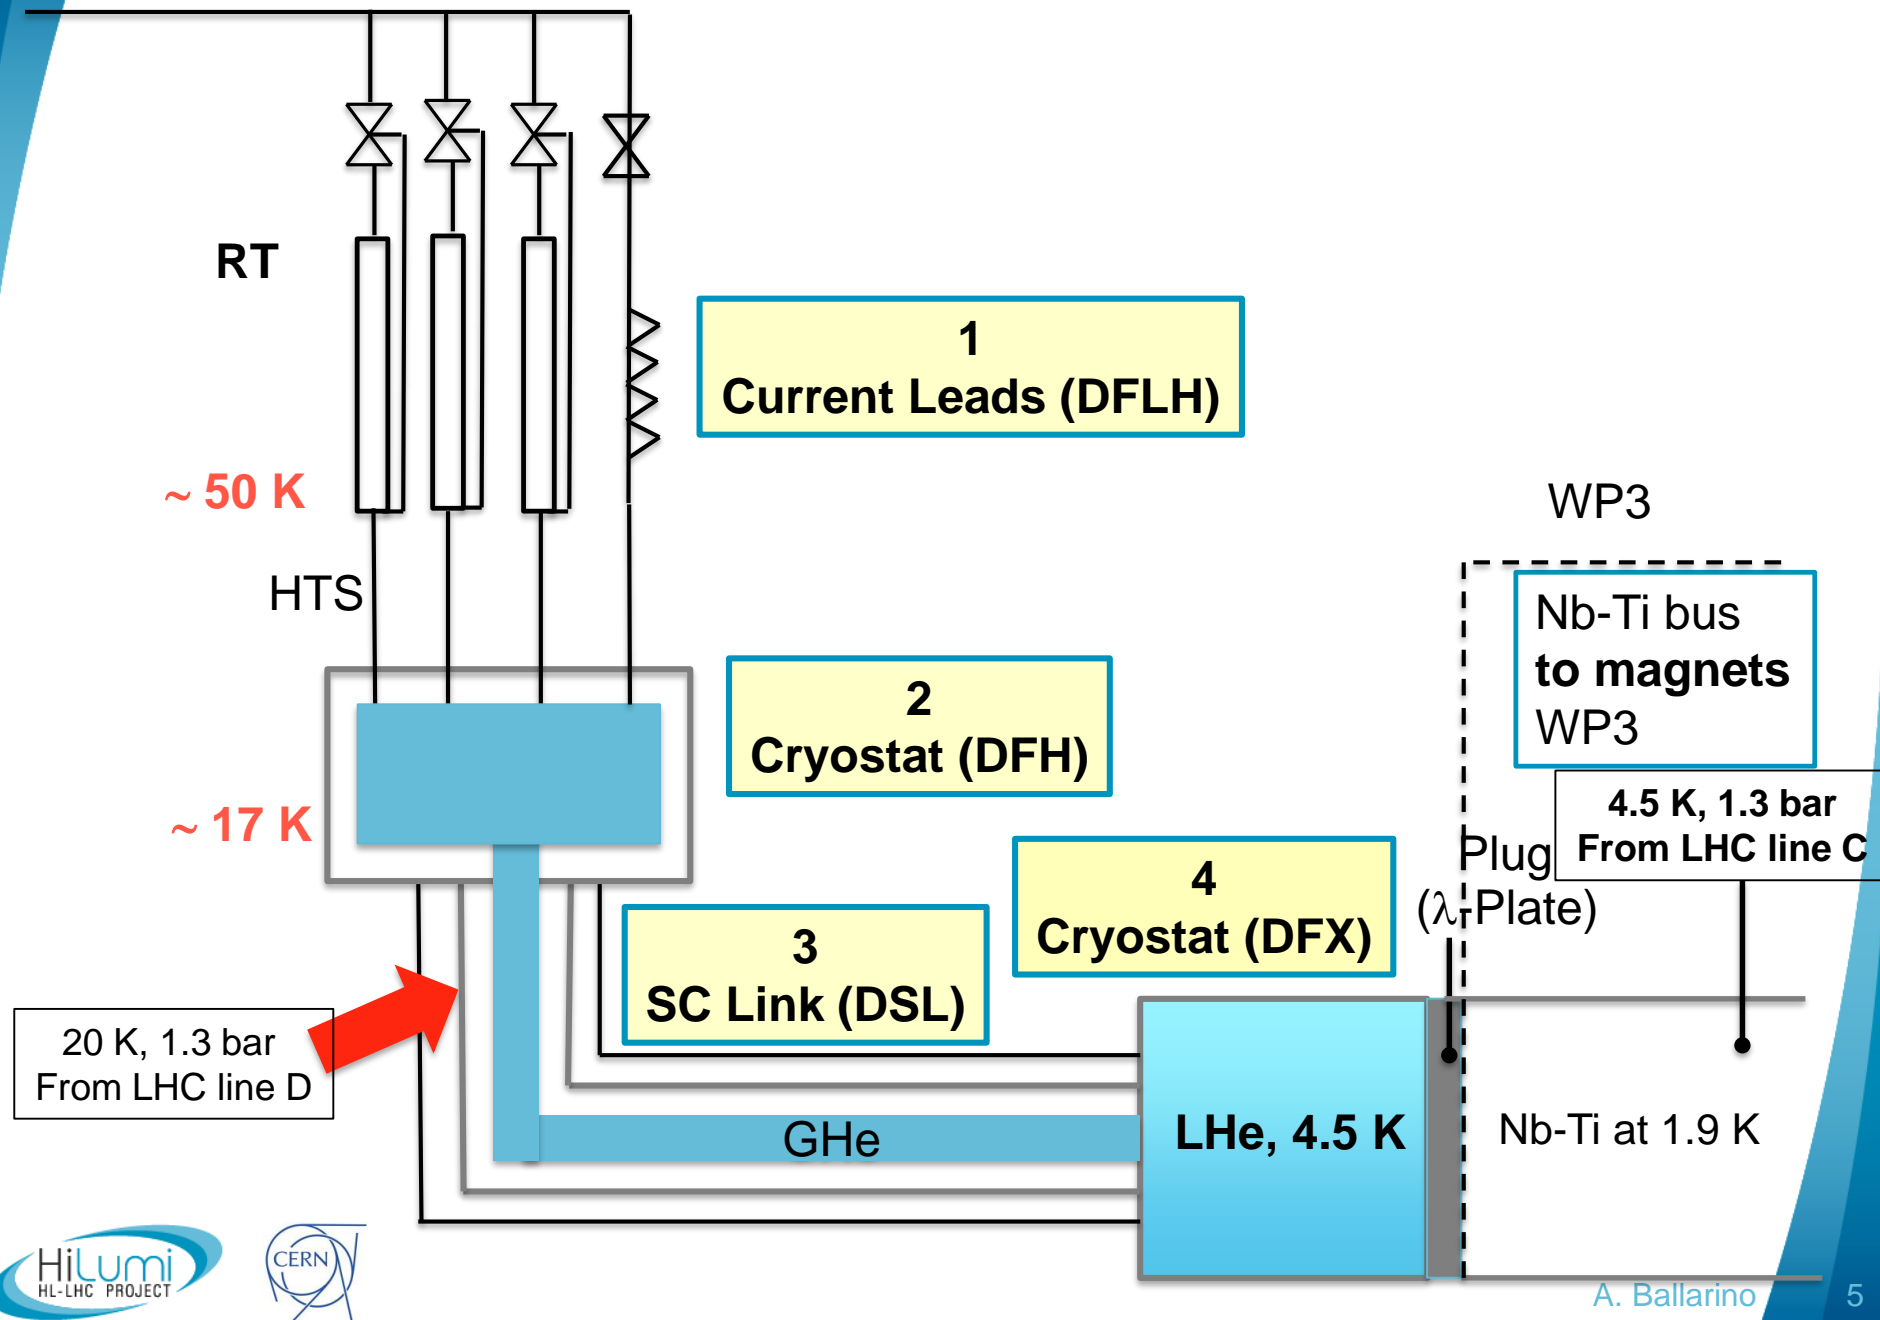 RT
1
Current Leads (DFLH)
~ 50 K
WP3
HTS
Nb-Ti bus
to magnets
WP3
2
Cryostat (DFH)
~ 17 K
4.5 K, 1.3 bar
From LHC line C
Plug
(λ-Plate)
4
Cryostat (DFX)
3
SC Link (DSL)
20 K, 1.3 bar
From LHC line D
GHe
LHe, 4.5 K
Nb-Ti at 1.9 K
HiLumi
HL-LHC PROJECT
CERN
A. Ballarino
5